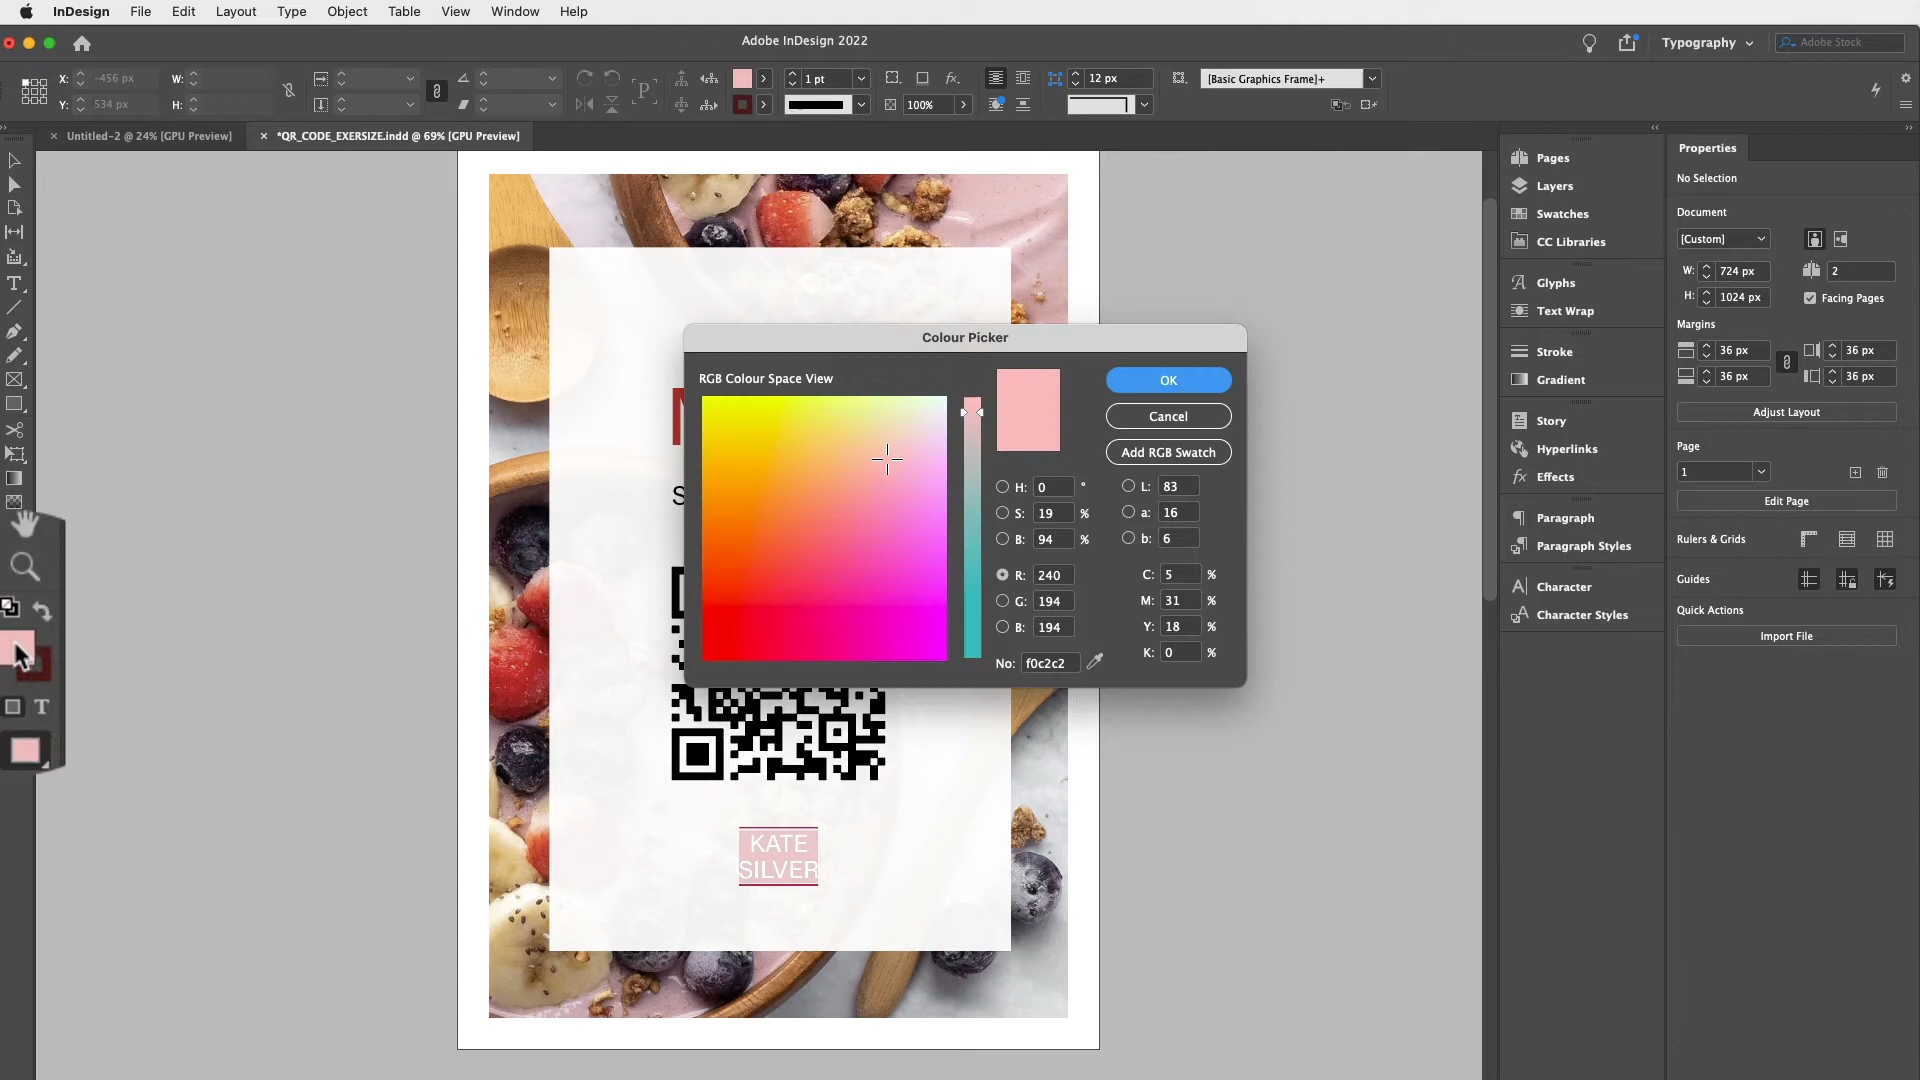 InDesign File Edit Layout Type Object Table View Window Help
Adobe InDesign 2022
Typography
Adobe Stock
X: -456 px W: 1 pt 12 px [Basic Graphics Frame]+
Y: 534 px H: 100%
P
fx
Untitled-2 @ 24% [GPU Preview]
*QR_CODE_EXERSIZE.indd @ 69% [GPU Preview]
T
T
S
KATE
SILVER
Colour Picker
RGB Colour Space View
OK
Cancel
Add RGB Swatch
H: 0 °
S: 19 %
B: 94 %
R: 240
G: 194
B: 194
No: f0c2c2
L: 83
a: 16
b: 6
C: 5 %
M: 31 %
Y: 18 %
K: 0 %
Pages
Layers
Swatches
CC Libraries
Glyphs
Text Wrap
Stroke
Gradient
Story
Hyperlinks
fx Effects
Paragraph
Paragraph Styles
Character
Character Styles
Properties
No Selection
Document
[Custom]
W: 724 px 2
H: 1024 px Facing Pages
Margins
36 px 36 px
36 px 36 px
Adjust Layout
Page
1
Edit Page
Rulers & Grids
Guides
Quick Actions
Import File